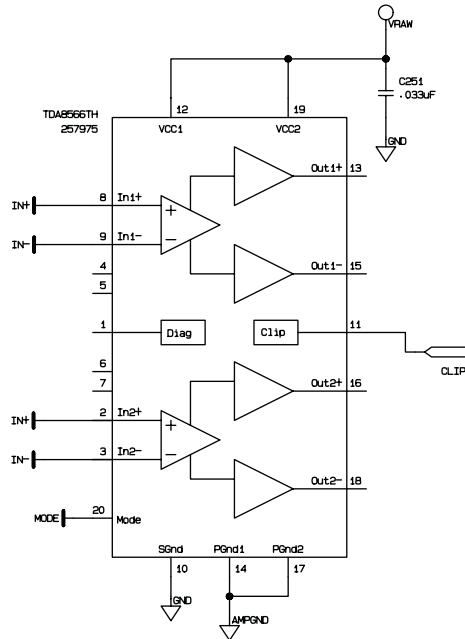 VRAW
C251
.033uF
GND
TDA8566TH
257975
12
19
VCC1
VCC2
IN+
8
In1+
+
Out1+
13
IN-
9
In1-
-
Out1-
15
4
5
1
Diag
Clip
11
CLIP
6
7
IN+
2
In2+
+
Out2+
16
IN-
3
In2-
-
Out2-
18
MODE
20
Mode
SGnd
PGnd1
PGnd2
10
14
17
GND
AMPGND